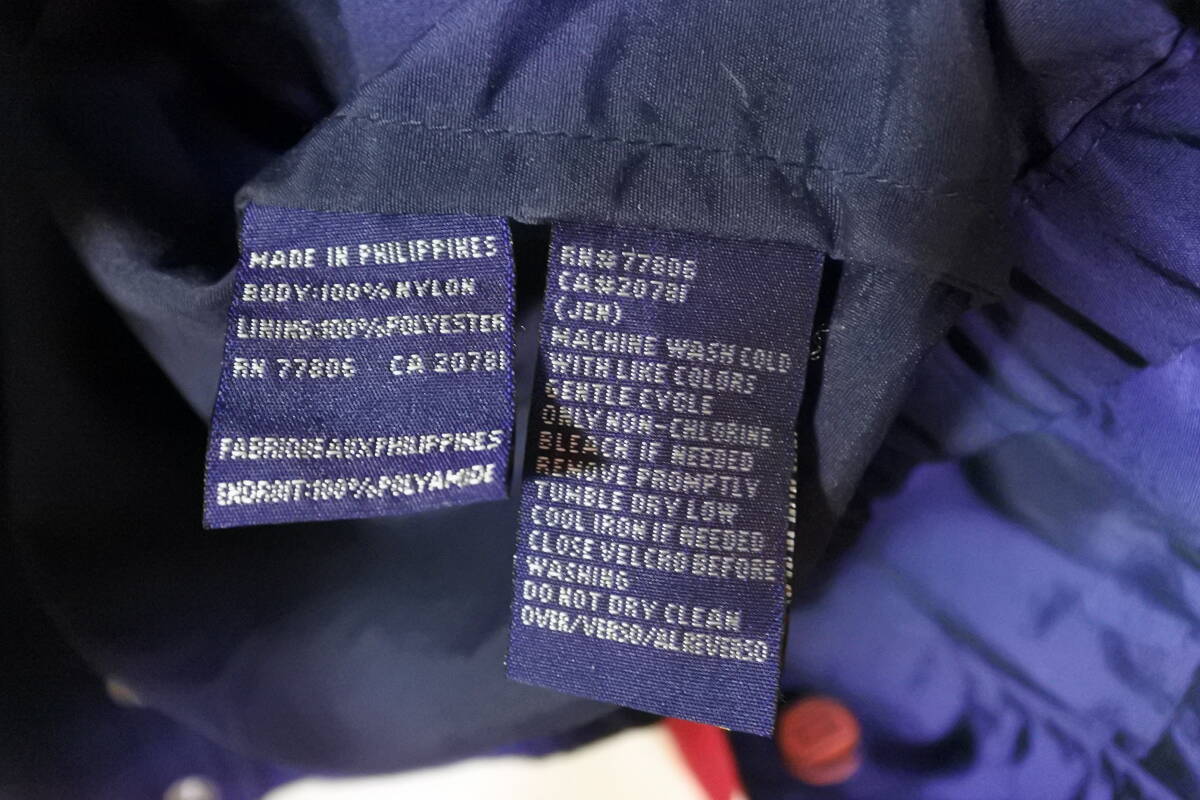 MADE IN PHILIPPINES
BODY:100% NYLON
LINING:100% POLYESTER
RN 77806 CA 20781
FABRIQUE AUX PHILIPPINES
ENDROIT:100% POLYAMIDE
RN# 77806
CA#20781
(JEN)
MACHINE WASH COLD
WITH LIKE COLORS
GENTLE CYCLE
ONLY NON-CHLORINE
BLEACH IF NEEDED
REMOVE PROMPTLY
TUMBLE DRY LOW
COOL IRON IF NEEDED
CLOSE VELCRO BEFORE
WASHING
DO NOT DRY CLEAN
OVER/VERSO/AL REVERSO